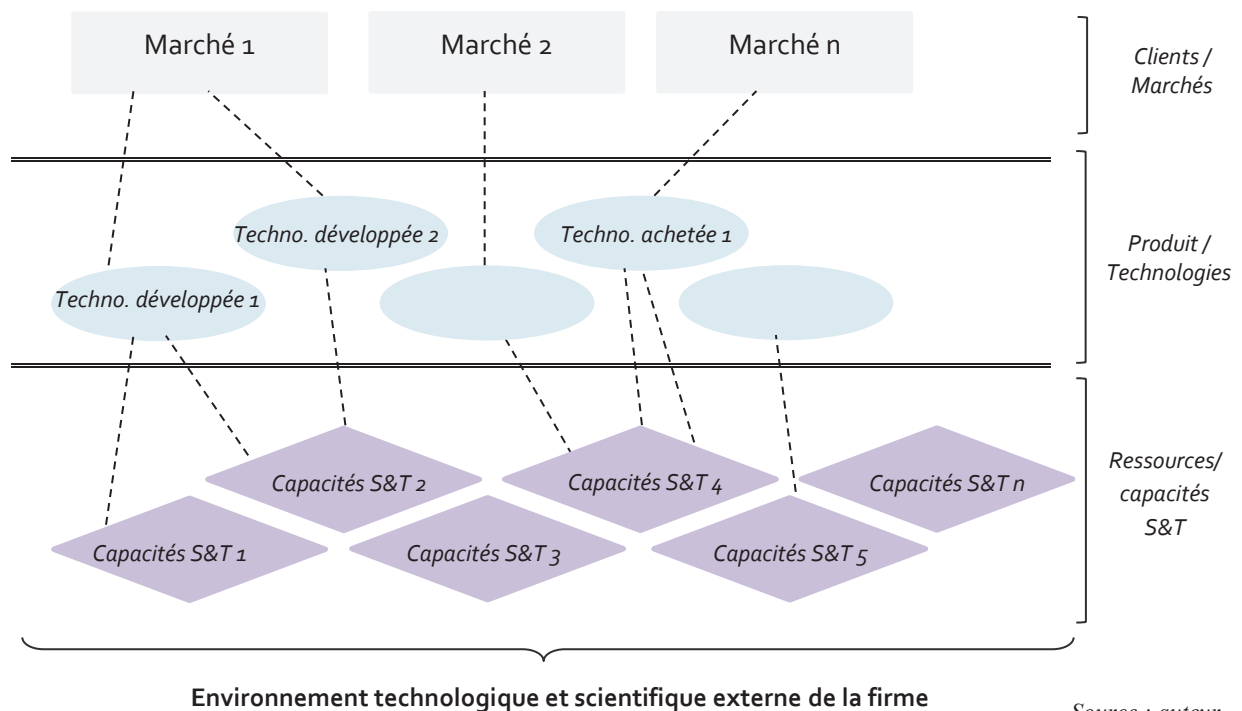 Marché 1
Marché 2
Marché n
Clients /
Marchés
Techno. développée 2
Techno. achetée 1
Techno. développée 1
Produit /
Technologies
Capacités S&T 2
Capacités S&T 4
Capacités S&T n
Capacités S&T 1
Capacités S&T 3
Capacités S&T 5
Ressources/
capacités
S&T
Environnement technologique et scientifique externe de la firme
Source : auteur